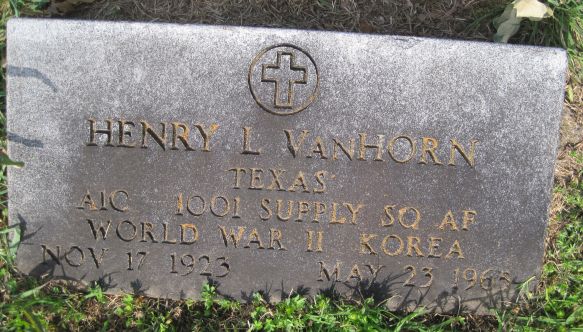 HENRY L VANHORN
TEXAS
A1C 1001 SUPPLY SQ AF
WORLD WAR II KOREA
NOV 17 1923 MAY 23